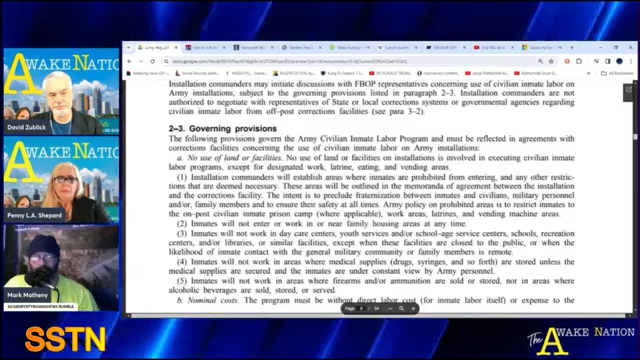 AWAKE NATION
David Zublick
AWAKE NATION
Penny L.A. Shepard
Mark Matheny
SSTN
Installation commanders may initiate discussions with FBOP representatives concerning use of civilian inmate labor on
Army installations, subject to the governing provisions listed in paragraph 2–3. Installation commanders are
not authorized to negotiate with representatives of State or local corrections systems or governmental agencies regarding
civilian inmate labor from off-post corrections facilities (see para 3–2).
2–3. Governing provisions
The following provisions govern the Army Civilian Inmate Labor Program and must be reflected in agreements with
corrections facilities concerning the use of civilian inmate labor on Army installations:
a. No use of land or facilities. No use of land or facilities on installations is involved in executing civilian inmate
labor programs, except for designated work, latrine, eating, and vending areas.
(1) Installation commanders will establish areas where inmates are prohibited from entering, and any other restric-
tions that are deemed necessary. These areas will be outlined in the memoranda of agreement between the installation
and the corrections facility. The intent is to preclude fraternization between inmates and civilians, military personnel
and/or, family members and to ensure their safety at all times. Army policy on prohibited areas is to restrict inmates to
the on-post civilian inmate prison camp (where applicable), work areas, latrines, and vending machine areas.
(2) Inmates will not enter or work in or near family housing areas at any time.
(3) Inmates will not work in day care centers, youth services and/or school–age service centers, schools, recreation
centers, and/or libraries, or similar facilities, except when these facilities are closed to the public, or when the
likelihood of inmate contact with the general military community or family members is remote.
(4) Inmates will not work in areas where medical supplies (drugs, syringes, and so forth) are stored unless the
medical supplies are secured and the inmates are under constant view by Army personnel.
(5) Inmates will not work in areas where firearms and/or ammunition are sold or stored, nor in areas where
alcoholic beverages are sold, stored, or served.
b. Nominal costs. The program must be without direct labor cost (for inmate labor itself) or expense to the
The AWAKE NATION